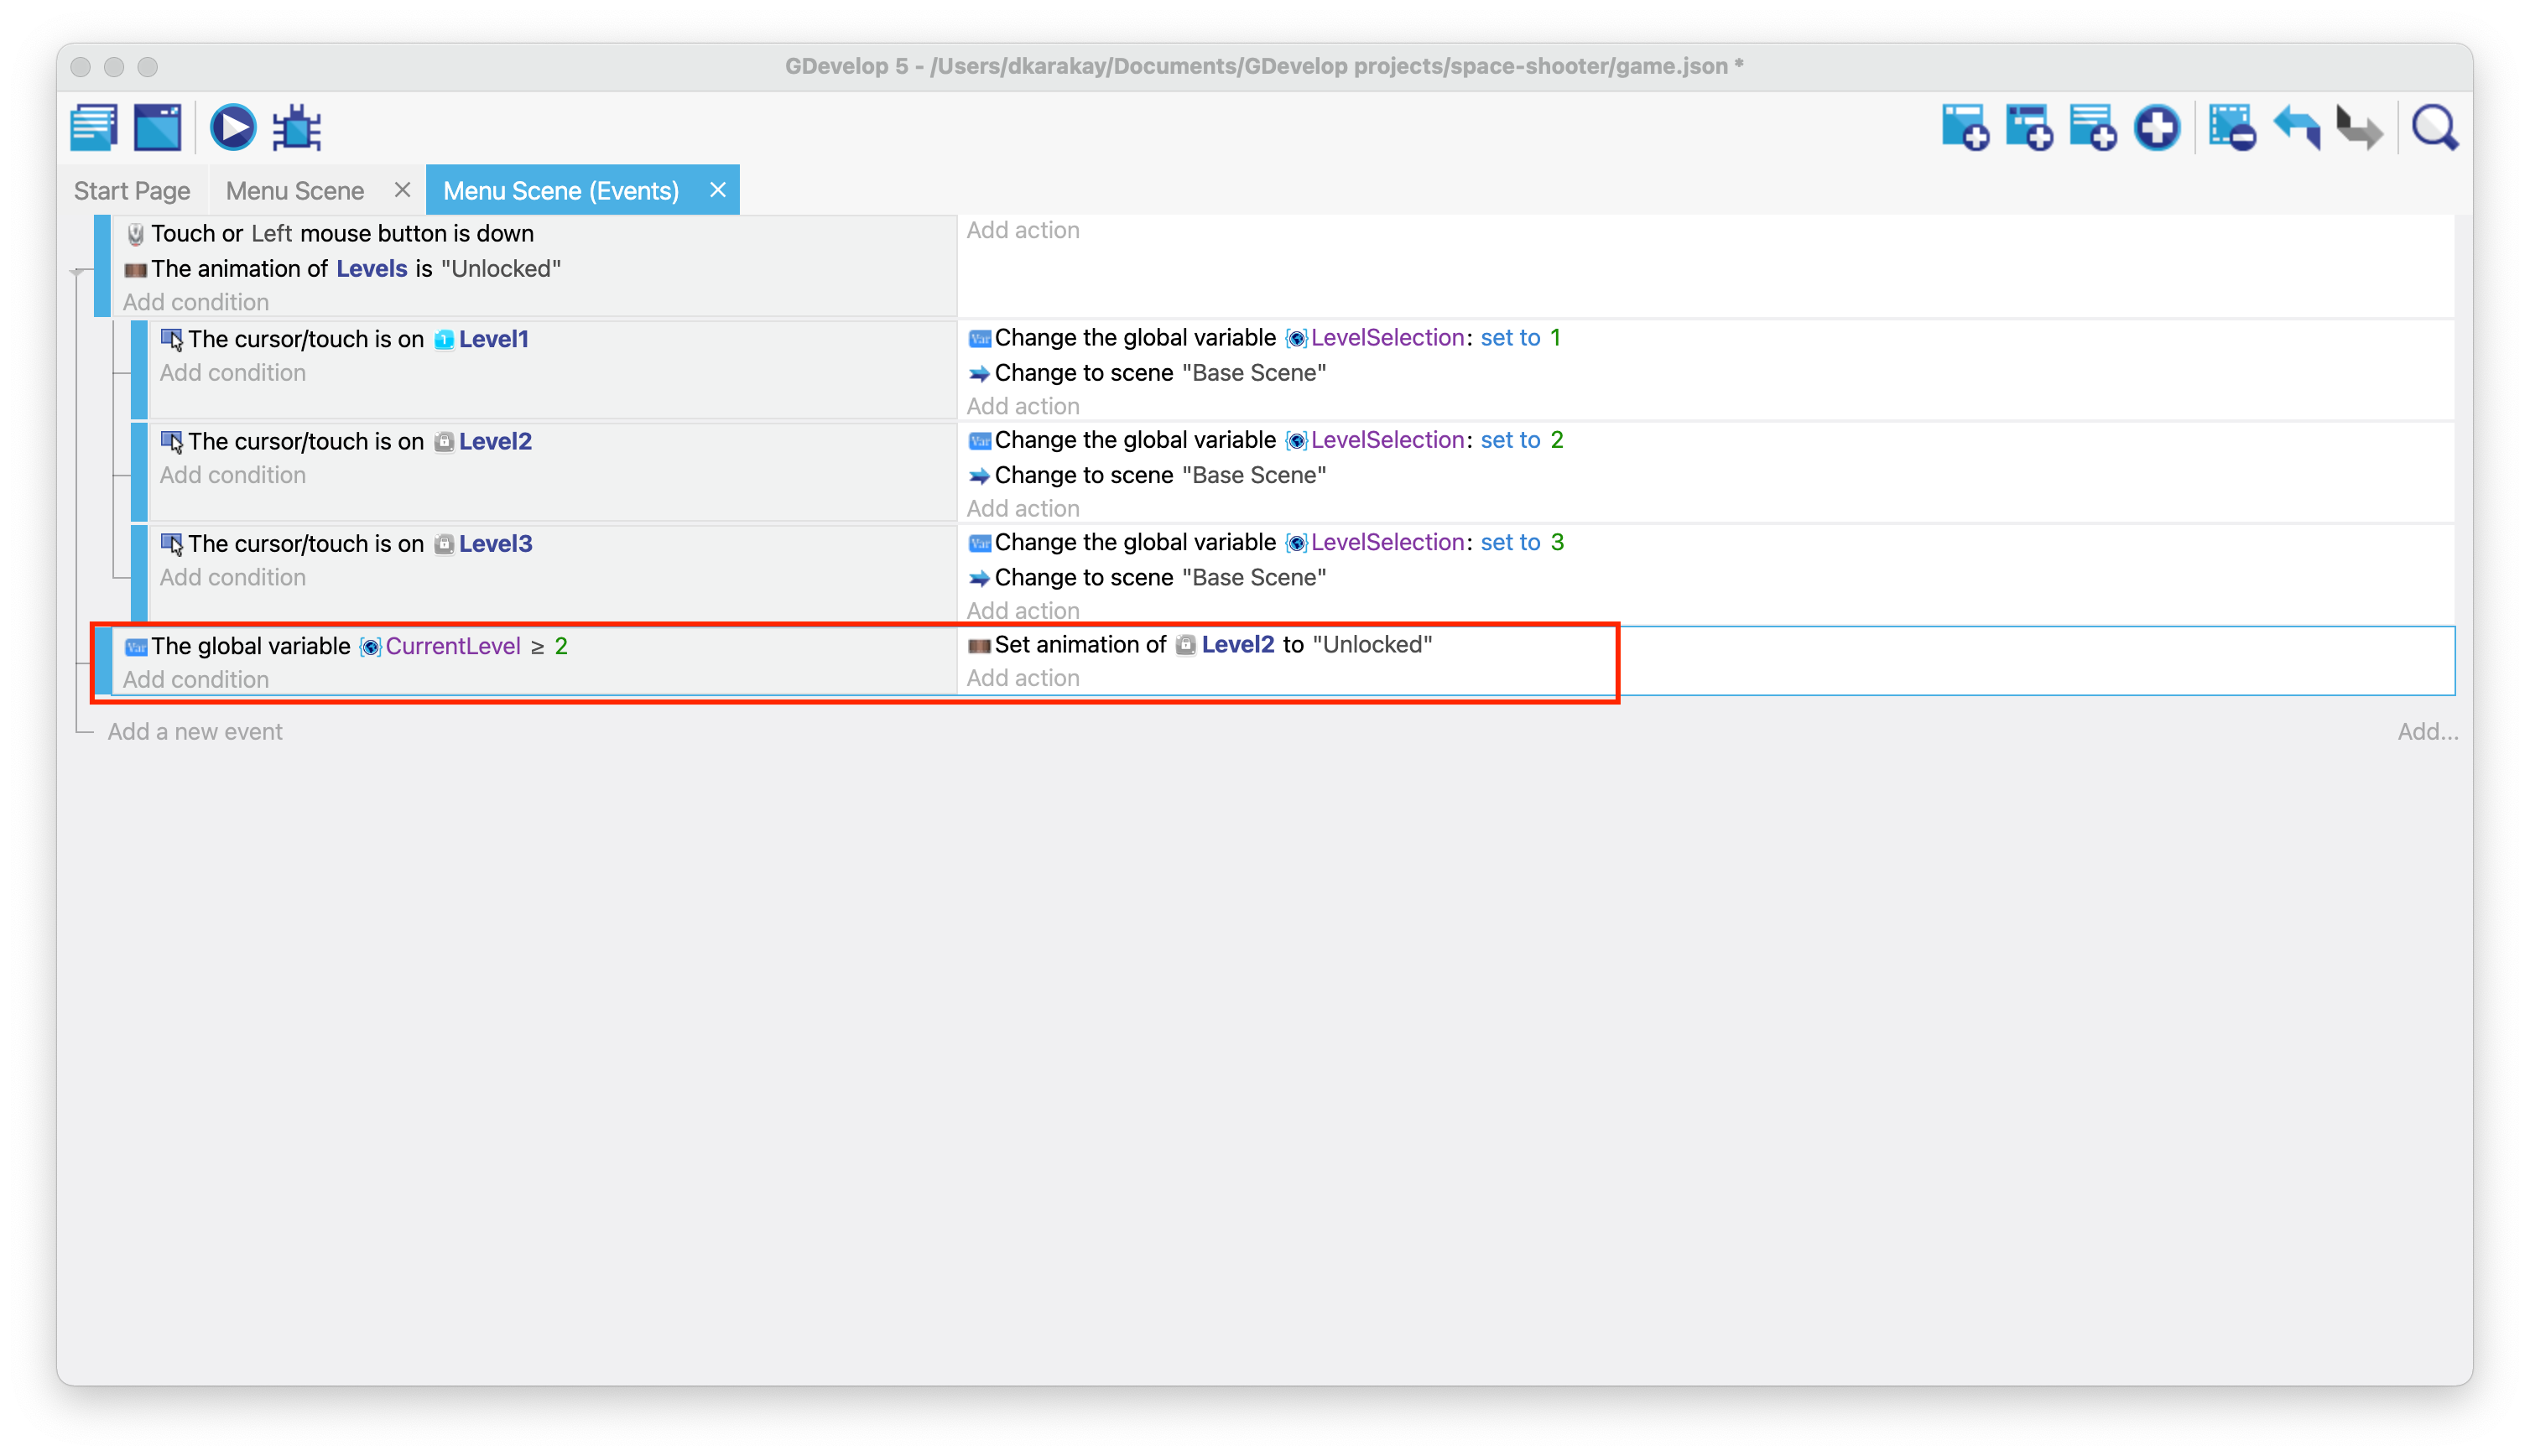 GDevelop 5 - /Users/dkarakay/Documents/GDevelop projects/space-shooter/game.json *
Start Page
Menu Scene
Menu Scene (Events)
Touch or Left mouse button is down
The animation of Levels is "Unlocked"
Add condition
Add action
The cursor/touch is on Level1
Add condition
Var Change the global variable LevelSelection: set to 1
Change to scene "Base Scene"
Add action
The cursor/touch is on Level2
Add condition
Var Change the global variable LevelSelection: set to 2
Change to scene "Base Scene"
Add action
The cursor/touch is on Level3
Add condition
Var Change the global variable LevelSelection: set to 3
Change to scene "Base Scene"
Add action
Var The global variable CurrentLevel ≥ 2
Add condition
Set animation of Level2 to "Unlocked"
Add action
Add a new event
Add...